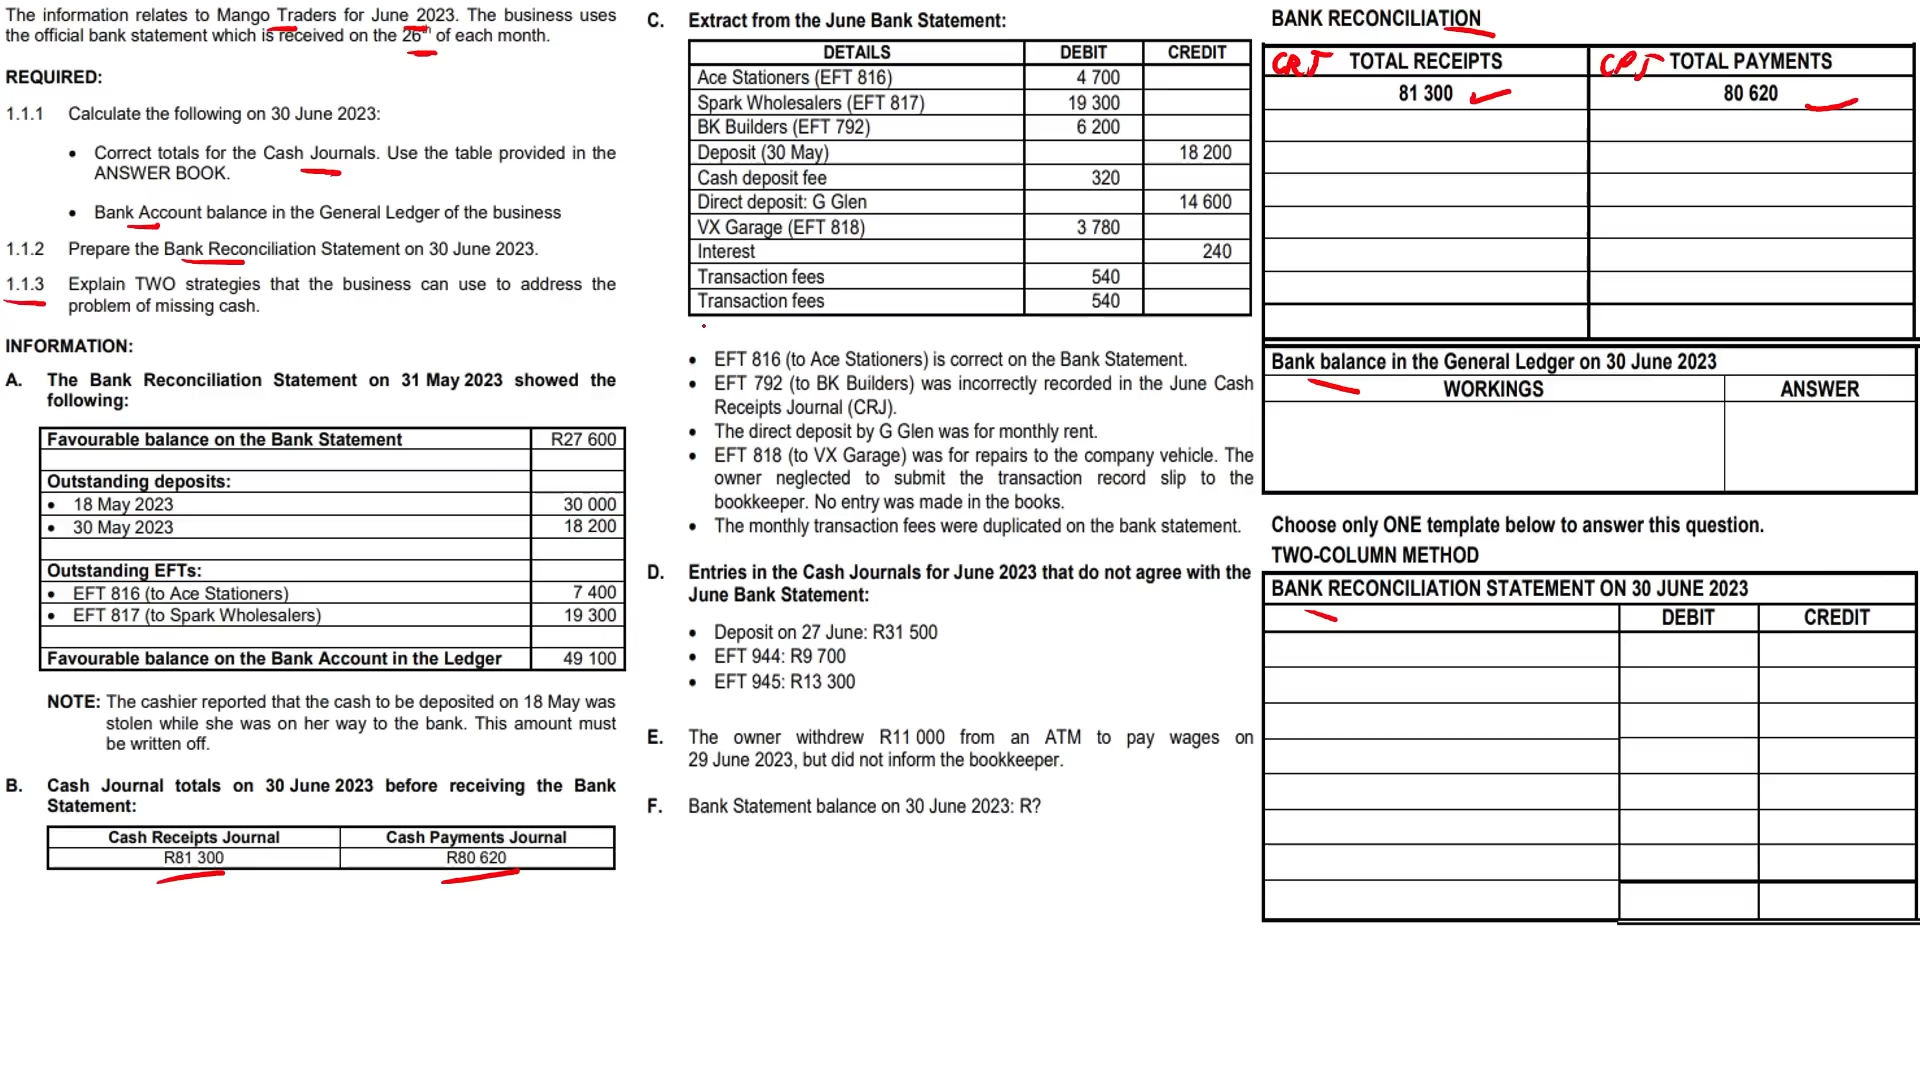 The information relates to Mango Traders for June 2023. The business uses
the official bank statement which is received on the 26th of each month.
REQUIRED:
1.1.1 Calculate the following on 30 June 2023:
• Correct totals for the Cash Journals. Use the table provided in the
ANSWER BOOK.
• Bank Account balance in the General Ledger of the business
1.1.2 Prepare the Bank Reconciliation Statement on 30 June 2023.
1.1.3 Explain TWO strategies that the business can use to address the
problem of missing cash.
INFORMATION:
A. The Bank Reconciliation Statement on 31 May 2023 showed the
following:
Favourable balance on the Bank Statement R27 600
Outstanding deposits:
• 18 May 2023 30 000
• 30 May 2023 18 200
Outstanding EFTs:
• EFT 816 (to Ace Stationers) 7 400
• EFT 817 (to Spark Wholesalers) 19 300
Favourable balance on the Bank Account in the Ledger 49 100
NOTE: The cashier reported that the cash to be deposited on 18 May was
stolen while she was on her way to the bank. This amount must
be written off.
B. Cash Journal totals on 30 June 2023 before receiving the Bank
Statement:
Cash Receipts Journal Cash Payments Journal
R81 300 R80 620
C. Extract from the June Bank Statement:
DETAILS DEBIT CREDIT
Ace Stationers (EFT 816) 4 700
Spark Wholesalers (EFT 817) 19 300
BK Builders (EFT 792) 6 200
Deposit (30 May) 18 200
Cash deposit fee 320
Direct deposit: G Glen 14 600
VX Garage (EFT 818) 3 780
Interest 240
Transaction fees 540
Transaction fees 540
• EFT 816 (to Ace Stationers) is correct on the Bank Statement.
• EFT 792 (to BK Builders) was incorrectly recorded in the June Cash
Receipts Journal (CRJ).
• The direct deposit by G Glen was for monthly rent.
• EFT 818 (to VX Garage) was for repairs to the company vehicle. The
owner neglected to submit the transaction record slip to the
bookkeeper. No entry was made in the books.
• The monthly transaction fees were duplicated on the bank statement.
D. Entries in the Cash Journals for June 2023 that do not agree with the
June Bank Statement:
• Deposit on 27 June: R31 500
• EFT 944: R9 700
• EFT 945: R13 300
E. The owner withdrew R11 000 from an ATM to pay wages on
29 June 2023, but did not inform the bookkeeper.
F. Bank Statement balance on 30 June 2023: R?
BANK RECONCILIATION
CRJ TOTAL RECEIPTS CPJ TOTAL PAYMENTS
81 300 80 620
Bank balance in the General Ledger on 30 June 2023
WORKINGS ANSWER
Choose only ONE template below to answer this question.
TWO-COLUMN METHOD
BANK RECONCILIATION STATEMENT ON 30 JUNE 2023
DEBIT CREDIT